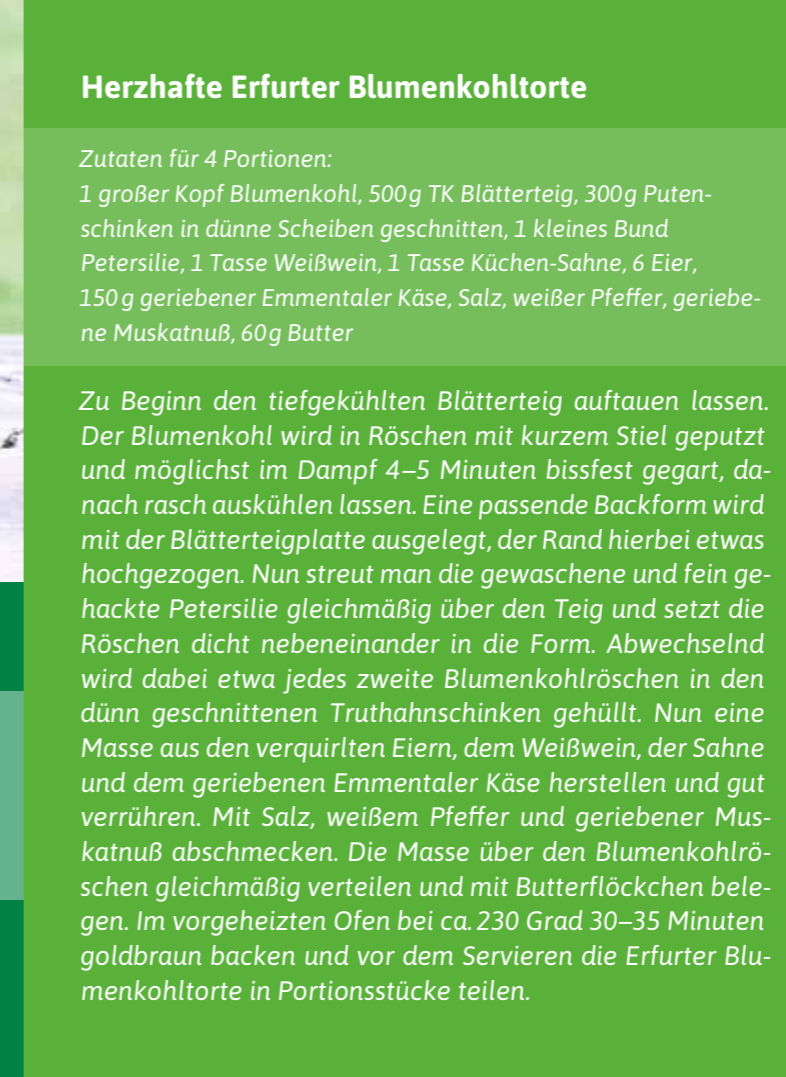 Herzhafte Erfurter Blumenkohltorte
Zutaten für 4 Portionen:
1 großer Kopf Blumenkohl, 500g TK Blätterteig, 300g Puten-
schinken in dünne Scheiben geschnitten, 1 kleines Bund
Petersilie, 1 Tasse Weißwein, 1 Tasse Küchen-Sahne, 6 Eier,
150g geriebener Emmentaler Käse, Salz, weißer Pfeffer, geriebe-
ne Muskatnuß, 60g Butter
Zu Beginn den tiefgekühlten Blätterteig auftauen lassen.
Der Blumenkohl wird in Röschen mit kurzem Stiel geputzt
und möglichst im Dampf 4–5 Minuten bissfest gegart, da-
nach rasch auskühlen lassen. Eine passende Backform wird
mit der Blätterteigplatte ausgelegt, der Rand hierbei etwas
hochgezogen. Nun streut man die gewaschene und fein ge-
hackte Petersilie gleichmäßig über den Teig und setzt die
Röschen dicht nebeneinander in die Form. Abwechselnd
wird dabei etwa jedes zweite Blumenkohlröschen in den
dünn geschnittenen Truthahnschinken gehüllt. Nun eine
Masse aus den verquirlten Eiern, dem Weißwein, der Sahne
und dem geriebenen Emmentaler Käse herstellen und gut
verrühren. Mit Salz, weißem Pfeffer und geriebener Mus-
katnuß abschmecken. Die Masse über den Blumenkohlrö-
schen gleichmäßig verteilen und mit Butterflöckchen bele-
gen. Im vorgeheizten Ofen bei ca. 230 Grad 30–35 Minuten
goldbraun backen und vor dem Servieren die Erfurter Blu-
menkohltorte in Portionsstücke teilen.